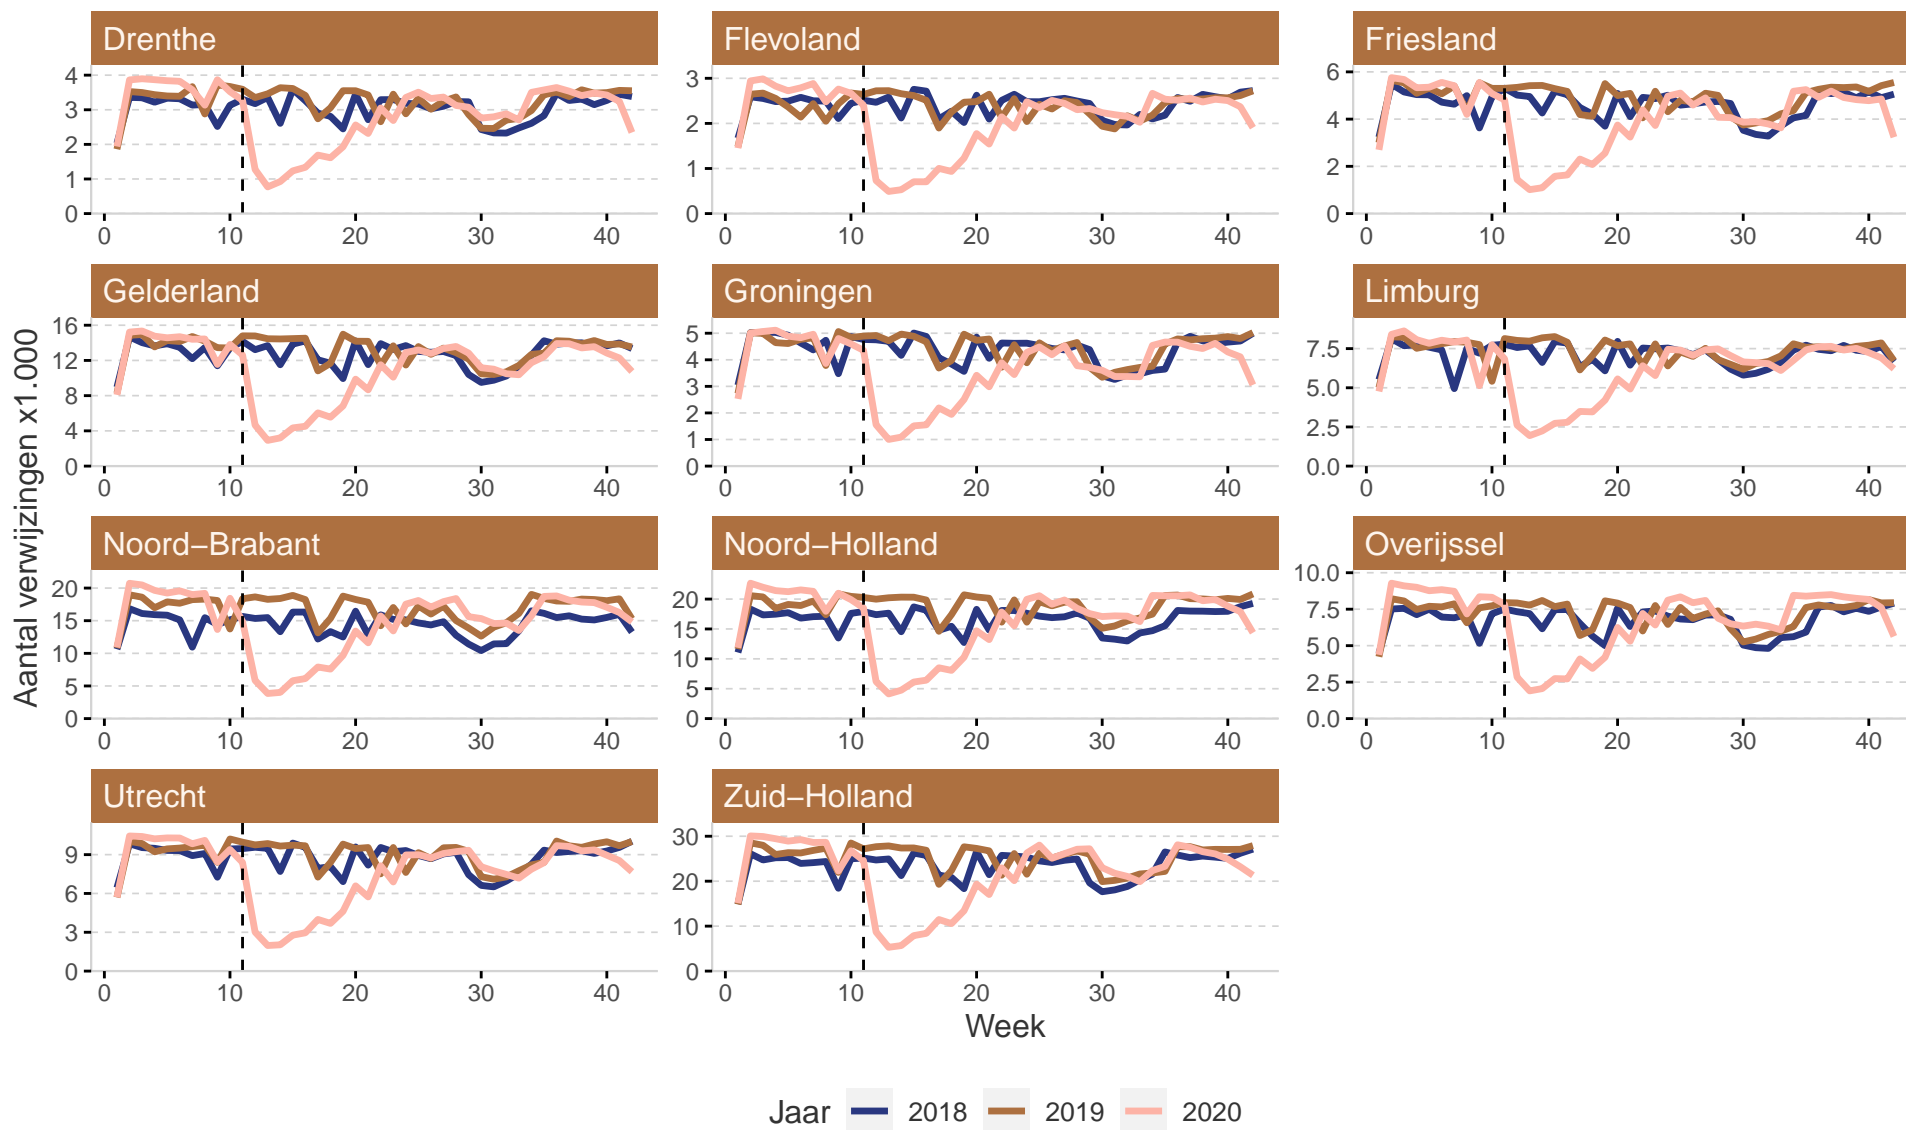 Drenthe
Flevoland
Friesland
4
3
2
1
0
0 10 20 30 40
3
2
1
0
0 10 20 30 40
6
4
2
0
0 10 20 30 40
Gelderland
Groningen
Limburg
16
12
8
4
0
0 10 20 30 40
5
4
3
2
1
0
0 10 20 30 40
7.5
5.0
2.5
0.0
0 10 20 30 40
Aantal verwijzingen x1.000
Noord−Brabant
Noord−Holland
Overijssel
20
15
10
5
0
0 10 20 30 40
20
15
10
5
0
0 10 20 30 40
10.0
7.5
5.0
2.5
0.0
0 10 20 30 40
Utrecht
Zuid−Holland
9
6
3
0
0 10 20 30 40
30
20
10
0
0 10 20 30 40
Week
Jaar 2018 2019 2020